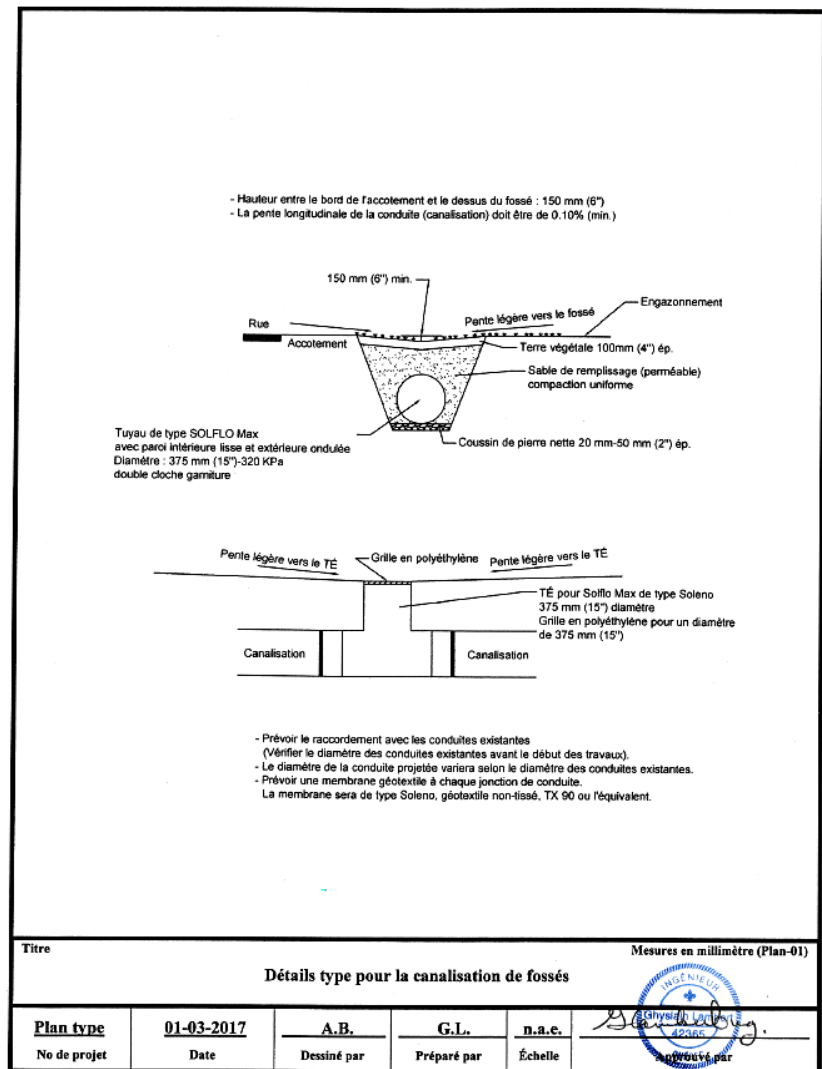 - Hauteur entre le bord de l'accotement et le dessus du fossé : 150 mm (6")
- La pente longitudinale de la conduite (canalisation) doit être de 0.10% (min.)
150 mm (6") min.
Engazonnement
Pente légère vers le fossé
Rue
Accotement
Terre végétale 100mm (4") ép.
Sable de remplissage (perméable)
compaction uniforme
Tuyau de type SOLFLO Max
avec paroi intérieure lisse et extérieure ondulée
Diamètre : 375 mm (15")-320 KPa
double cloche garniture
Coussin de pierre nette 20 mm-50 mm (2") ép.
Pente légère vers le TÉ
Grille en polyéthylène
Pente légère vers le TÉ
TÉ pour Solflo Max de type Soleno
375 mm (15") diamètre
Grille en polyéthylène pour un diamètre
de 375 mm (15")
Canalisation
Canalisation
- Prévoir le raccordement avec les conduites existantes
(Vérifier le diamètre des conduites existantes avant le début des travaux).
- Le diamètre de la conduite projetée variera selon le diamètre des conduites existantes.
- Prévoir une membrane géotextile à chaque jonction de conduite.
La membrane sera de type Soleno, géotextile non-tissé, TX 90 ou l'équivalent.
Titre
Mesures en millimètre (Plan-01)
Détails type pour la canalisation de fossés
INGÉNIEUR
Ghyslain Lambert
42365
Plan type
01-03-2017
A.B.
G.L.
n.a.e.
No de projet
Date
Dessiné par
Préparé par
Échelle
Approuvé par